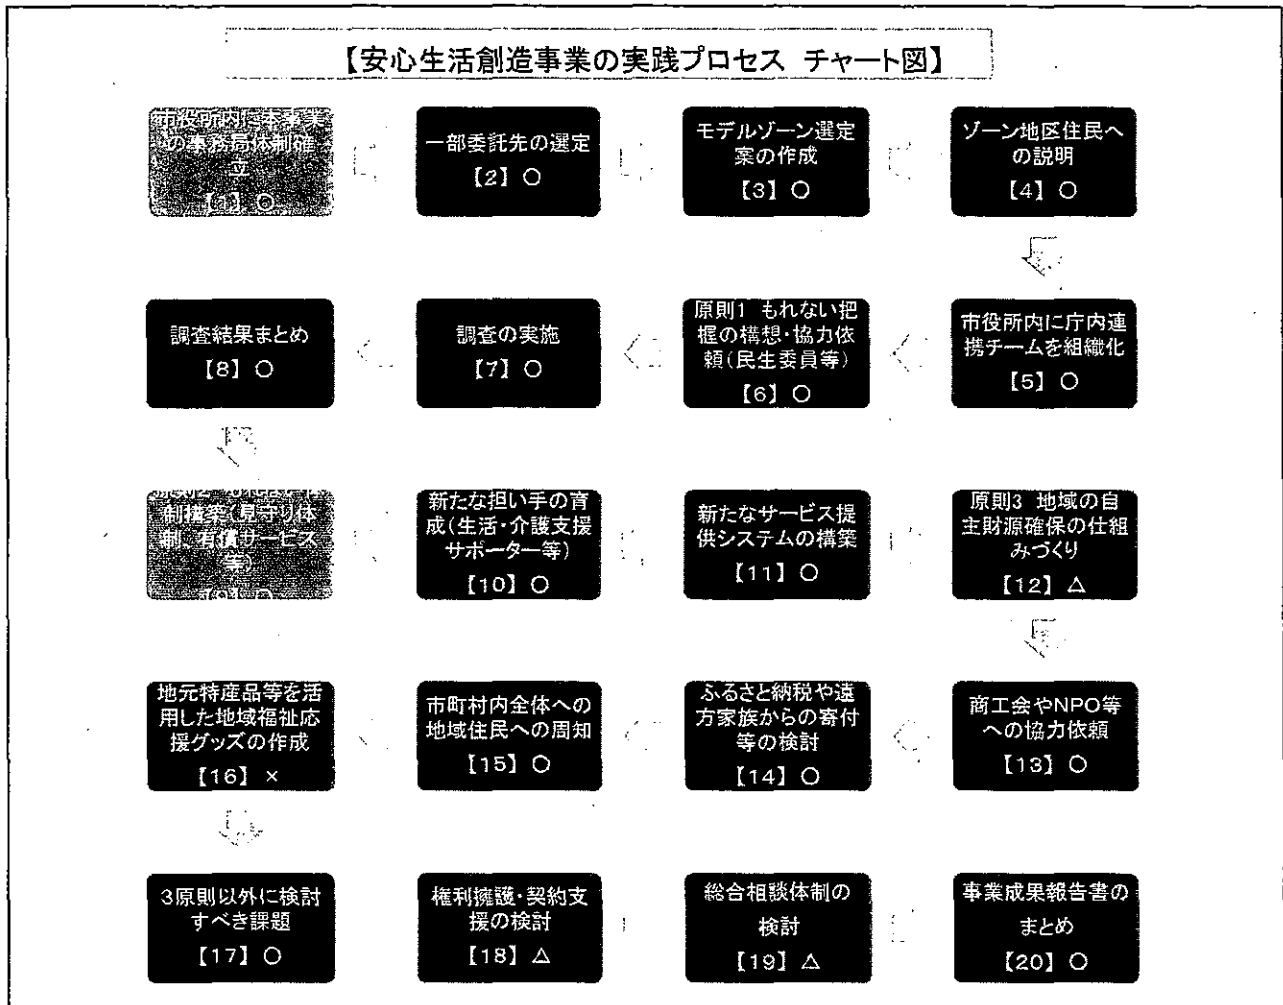 【安心生活創造事業の実践プロセス チャート図】
市役所内に本事業
の事務局体制確
立
【1】 ○
一部委託先の選定
【2】 ○
モデルゾーン選定
案の作成
【3】 ○
ゾーン地区住民へ
の説明
【4】 ○
市役所内に庁内連
携チームを組織化
【5】 ○
原則1 もれない把
握の構想・協力依
頼(民生委員等)
【6】 ○
調査の実施
【7】 ○
調査結果まとめ
【8】 ○
制構築(見守り体
制、有償サービス
等)
【9】 ○
新たな担い手の育
成(生活・介護支援
サポーター等)
【10】 ○
新たなサービス提
供システムの構築
【11】 ○
原則3 地域の自
主財源確保の仕組
みづくり
【12】 △
商工会やNPO等
への協力依頼
【13】 ○
ふるさと納税や遠
方家族からの寄付
等の検討
【14】 ○
市町村内全体への
地域住民への周知
【15】 ○
地元特産品等を活
用した地域福祉応
援グッズの作成
【16】 ×
3原則以外に検討
すべき課題
【17】 ○
権利擁護・契約支
援の検討
【18】 △
総合相談体制の
検討
【19】 △
事業成果報告書の
まとめ
【20】 ○